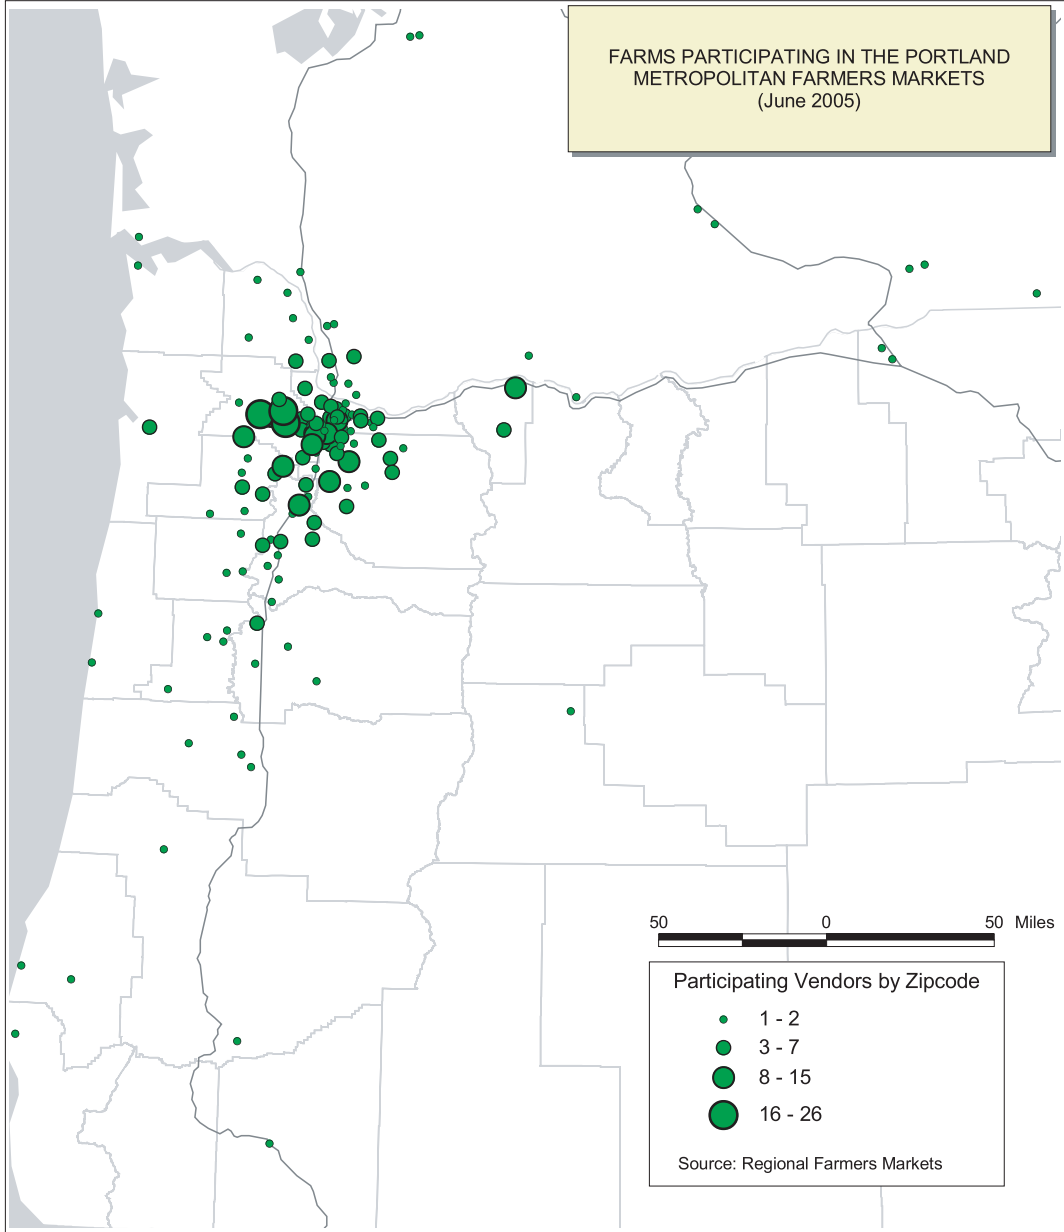 FARMS PARTICIPATING IN THE PORTLAND
METROPOLITAN FARMERS MARKETS
(June 2005)
50 0 50 Miles
Participating Vendors by Zipcode
1 - 2
3 - 7
8 - 15
16 - 26
Source: Regional Farmers Markets